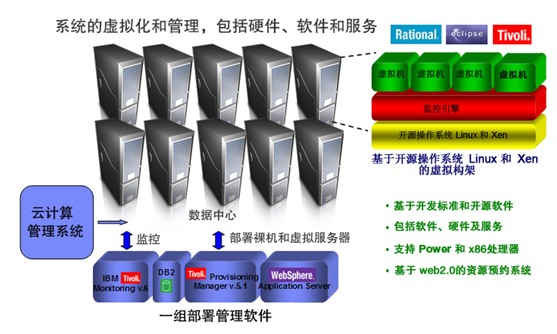 系统的虚拟化和管理，包括硬件、软件和服务
Rational. eclipse Tivoli.
虚拟机 虚拟机 虚拟机 虚拟机
监控引擎
开源操作系统 Linux 和 Xen
基于开源操作系统 Linux 和 Xen
的虚拟构架
云计算
管理系统
数据中心
监控
部署裸机和虚拟服务器
IBM Tivoli.
Monitoring v.6
DB2
Tivoli. Provisioning
Manager v.5.1
WebSphere.
Application Server
一组部署管理软件
• 基于开发标准和开源软件
• 包括软件、硬件及服务
• 支持 Power 和 x86处理器
• 基于 web2.0的资源预约系统